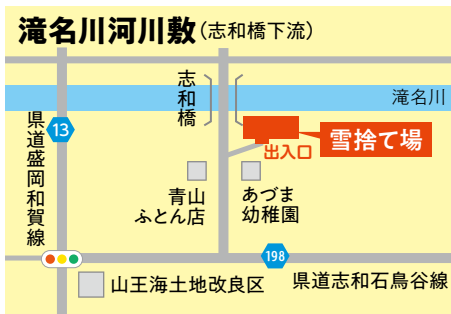 滝名川河川敷(志和橋下流)
志和橋
滝名川
県道盛岡和賀線
13
出入口
雪捨て場
青山
ふとん店
あづま
幼稚園
198
山王海土地改良区
県道志和石鳥谷線